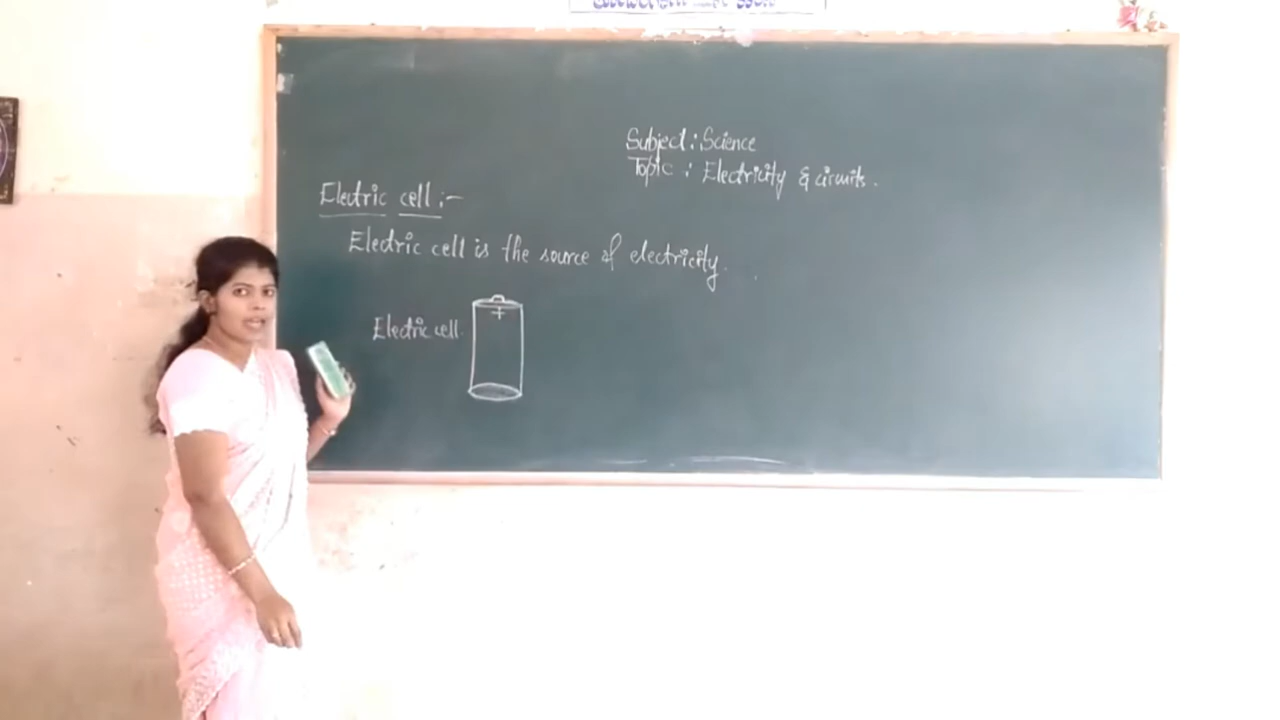 Subject : Science
Topic : Electricity & circuits.
Electric cell :-
Electric cell is the source of electricity.
Electric cell
+